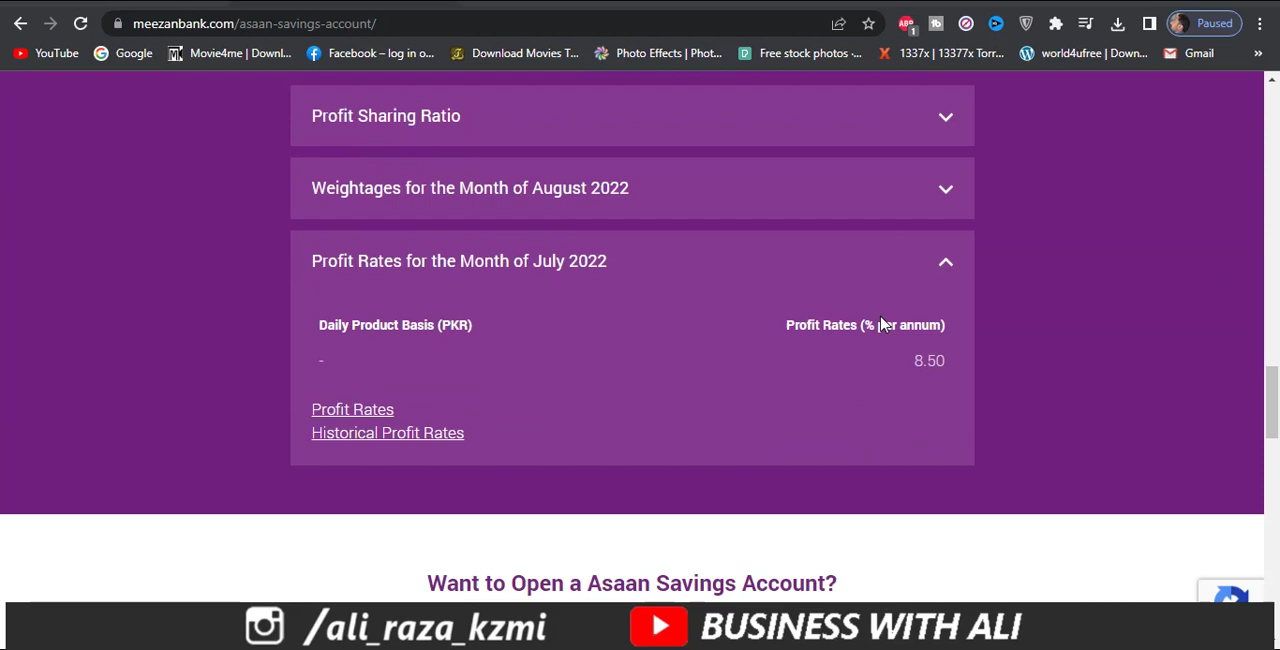 meezanbank.com/asaan-savings-account/
Paused
YouTube Google Movie4me | Downl... Facebook – log in o... Download Movies T... Photo Effects | Phot... Free stock photos ·... 1337x | 13377x Torr... world4ufree | Down... Gmail »
Profit Sharing Ratio
Weightages for the Month of August 2022
Profit Rates for the Month of July 2022
Daily Product Basis (PKR) Profit Rates (% per annum)
- 8.50
Profit Rates
Historical Profit Rates
Want to Open a Asaan Savings Account?
/ali_raza_kzmi BUSINESS WITH ALI